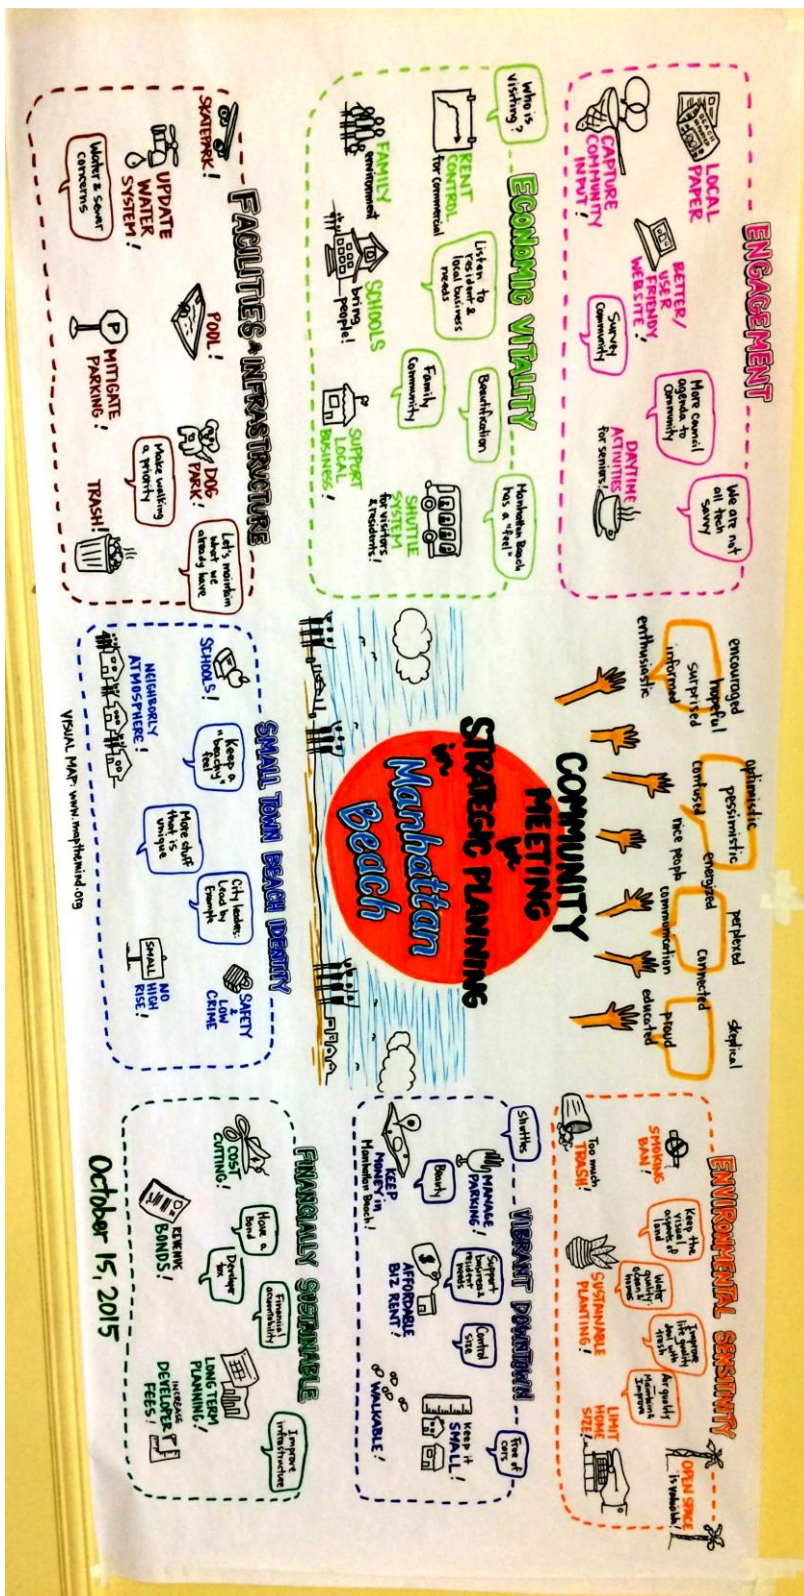 ENGAGEMENT
LOCAL
PAPER
BEACH
CAPTURE
COMMUNITY
INPUT!
BETTER/
USER
FRIENDLY
WEBSITE!
Survey
community
More council
agenda to
Community
DAYTIME
ACTIVITIES
for seniors!
We are not
all tech
savvy
ECONOMIC VITALITY
Who is
visiting?
RENT
CONTROL
for commercial
FAMILY
environment
Listen to
resident &
local business
needs
SCHOOLS
bring
people!
Beautification
Family
Community
SUPPORT
LOCAL
BUSINESS!
Manhattan Beach
has a "feel"
SHUTTLE
SYSTEM
for visitors
& residents!
FACILITIES & INFRASTRUCTURE
SKATEPARK!
UPDATE
WATER
SYSTEM!
Water & sewer
concerns
POOL!
P
MITIGATE
PARKING!
DOG
PARK!
Make walking
a priority
TRASH!
Let's maintain
what we
already have
encouraged
hopeful
surprised
informed
enthusiastic
optimistic
pessimistic
confused
energized
nice people
perplexed
connected
communication
skeptical
proud
educated
COMMUNITY
MEETING for
STRATEGIC PLANNING
in
Manhattan
Beach
SMALL TOWN BEACH IDENTITY
SCHOOLS!
NEIGHBORLY
ATMOSPHERE!
Keep a
"beachy"
feel
More stuff
that is
unique
City leaders:
Lead by
Example
SAFETY
&
LOW
CRIME
SMALL
NO
HIGH
RISE!
VISUAL MAP: www.mapthemind.org
ENVIRONMENTAL SENSITIVITY
SMOKING
BAN!
Too much
TRASH!
Keep the
visual
aspects of
land
Water
quality:
ocean &
homes
SUSTAINABLE
PLANTING!
Improve
life quality
deal with
trash
Air quality
Maintain &
Improve
LIMIT
HOME
SIZE!
OPEN SPACE
is valuable!
VIBRANT DOWNTOWN
shuttles
MANAGE
PARKING!
Beauty
KEEP
MONEY in
Manhattan Beach!
Support
business &
resident
needs
$
AFFORDABLE
BIZ RENT!
Control
size
WALKABLE!
Keep it
SMALL!
Free of
cars
FINANCIALLY SUSTAINABLE
COST
CUTTING!
Have a
Bond
REVENUE
BONDS!
Developer
tax
Financial
accountability
LONG TERM
PLANNING!
INCREASE
DEVELOPER
FEES!
Improve
infrastructure
October 15, 2015